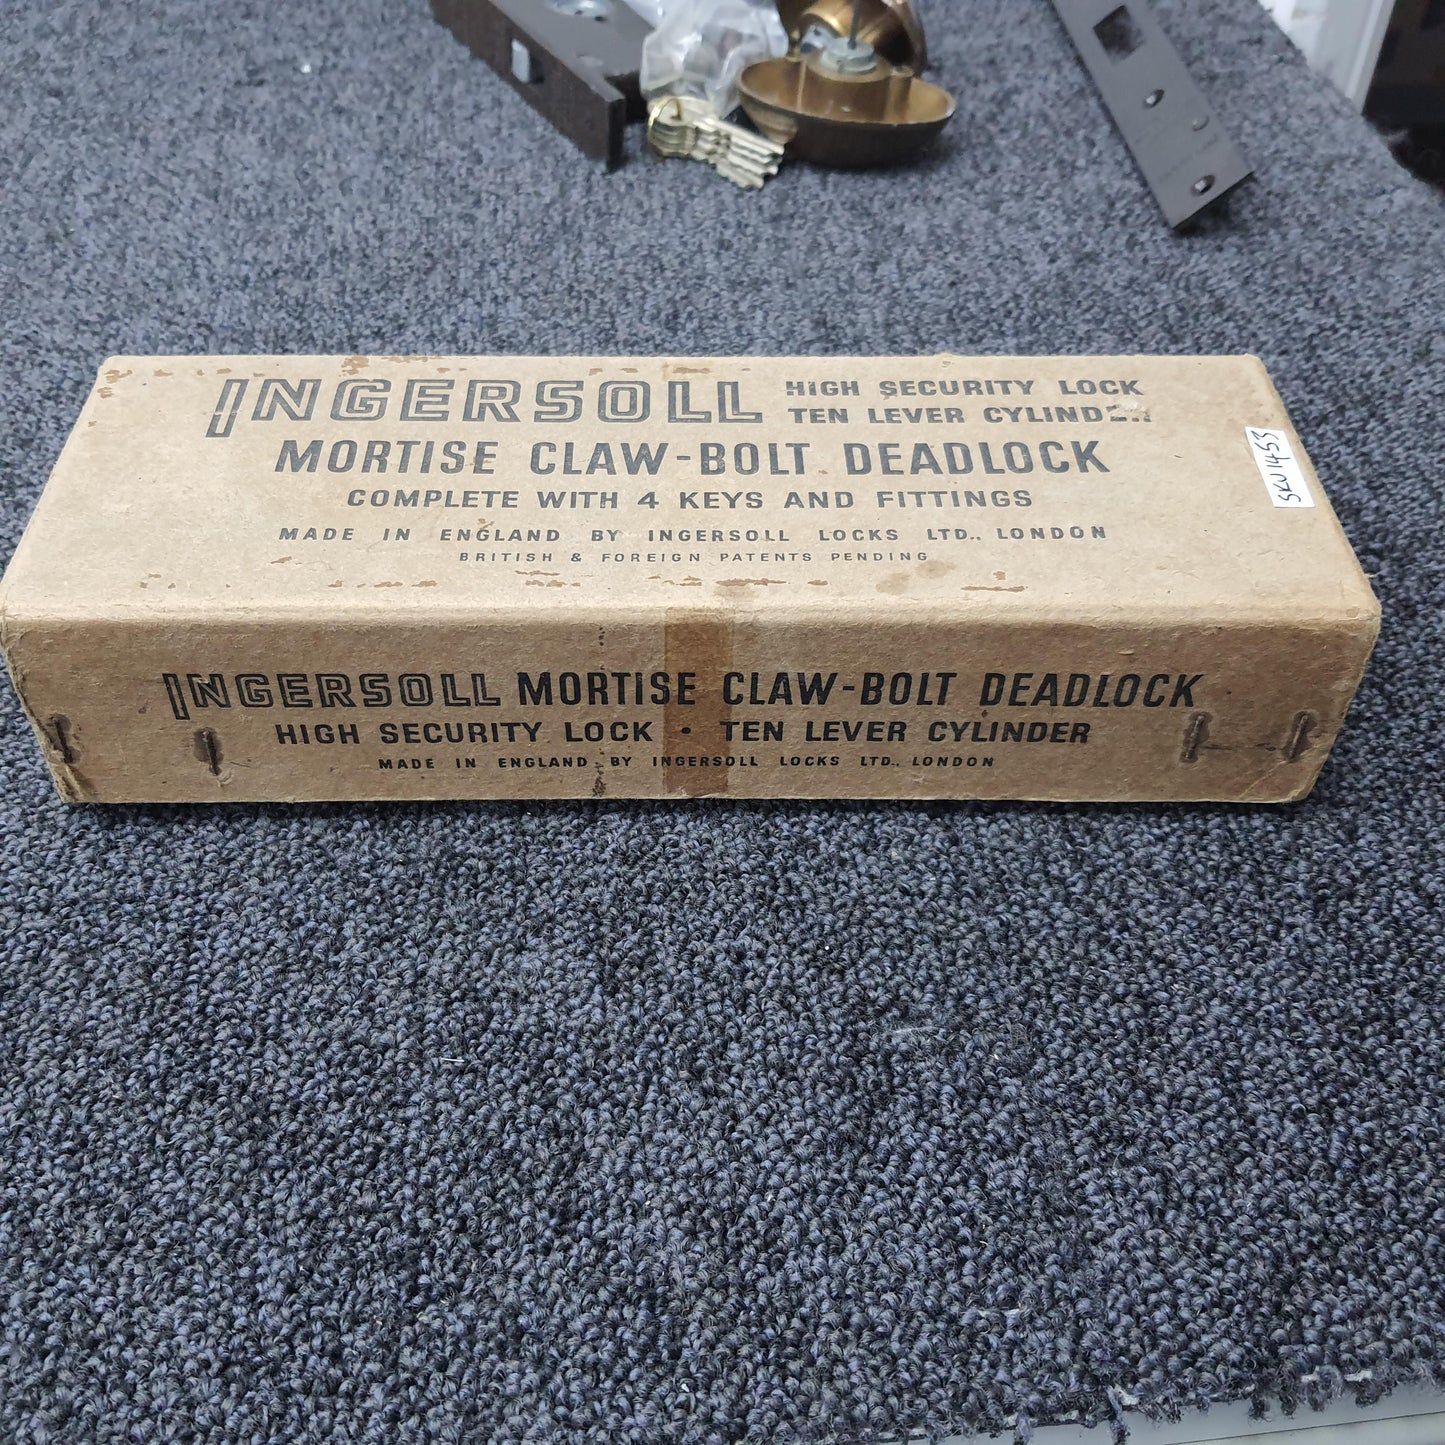 INGERSOLL HIGH SECURITY LOCK
TEN LEVER CYLINDER
MORTISE CLAW-BOLT DEADLOCK
COMPLETE WITH 4 KEYS AND FITTINGS
MADE IN ENGLAND BY INGERSOLL LOCKS LTD., LONDON
BRITISH & FOREIGN PATENTS PENDING
SKU 1453
INGERSOLL MORTISE CLAW-BOLT DEADLOCK
HIGH SECURITY LOCK • TEN LEVER CYLINDER
MADE IN ENGLAND BY INGERSOLL LOCKS LTD., LONDON